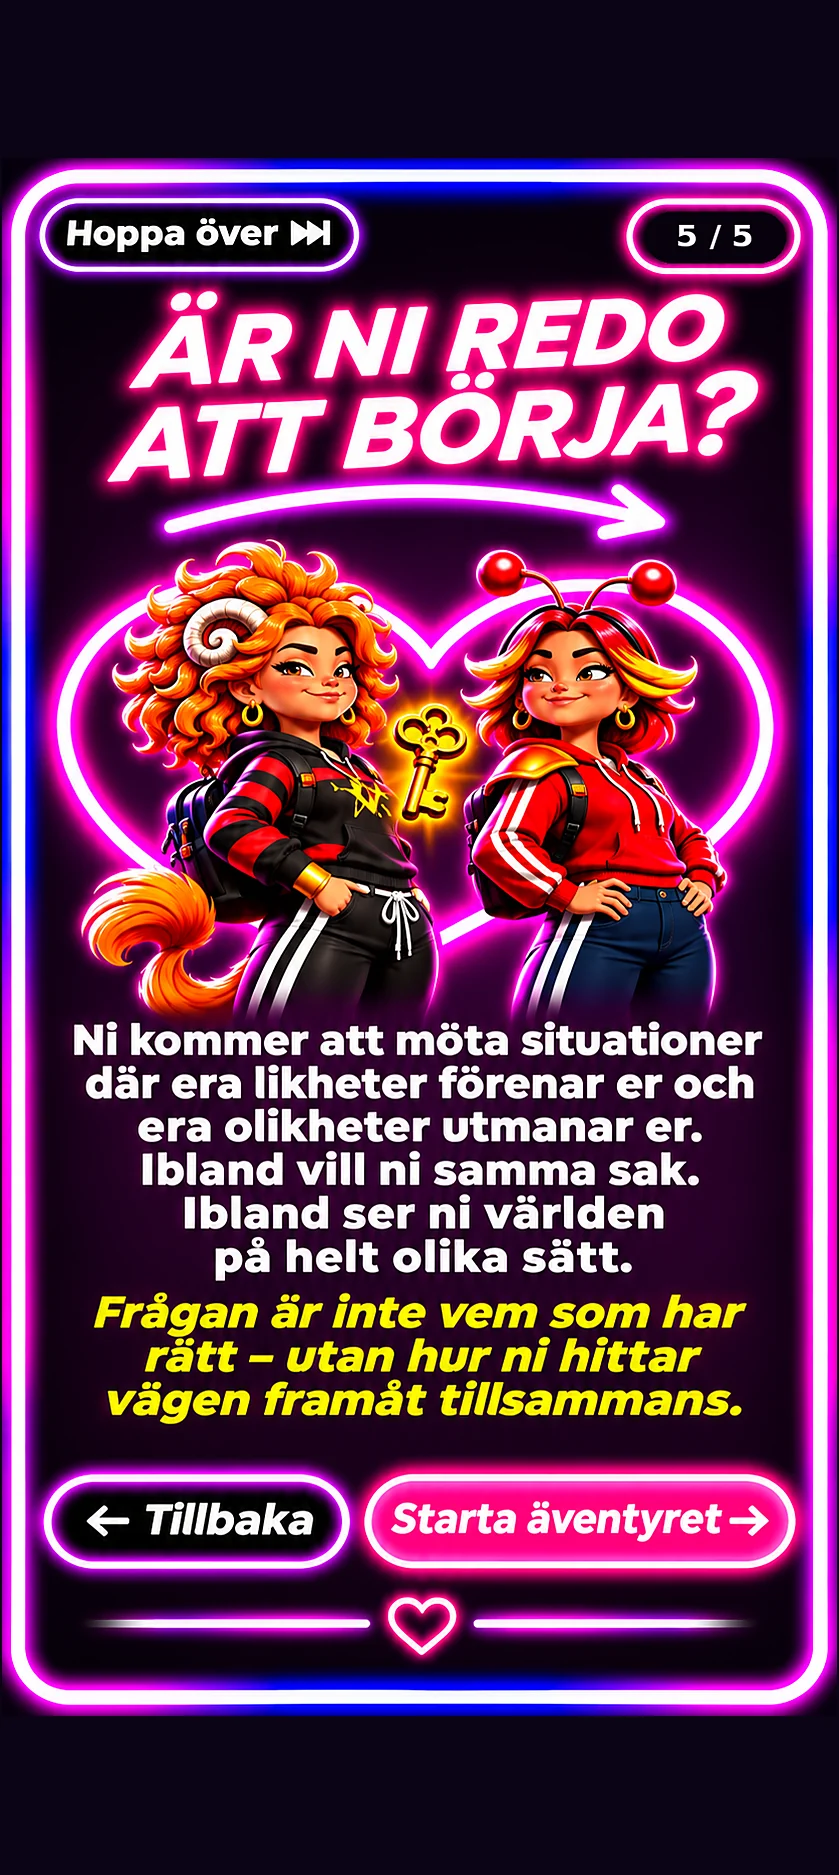 Hoppa över ⏭
5 / 5
ÄR NI REDO
ATT BÖRJA?
Ni kommer att möta situationer
där era likheter förenar er och
era olikheter utmanar er.
Ibland vill ni samma sak.
Ibland ser ni världen
på helt olika sätt.
Frågan är inte vem som har
rätt – utan hur ni hittar
vägen framåt tillsammans.
← Tillbaka
Starta äventyret →